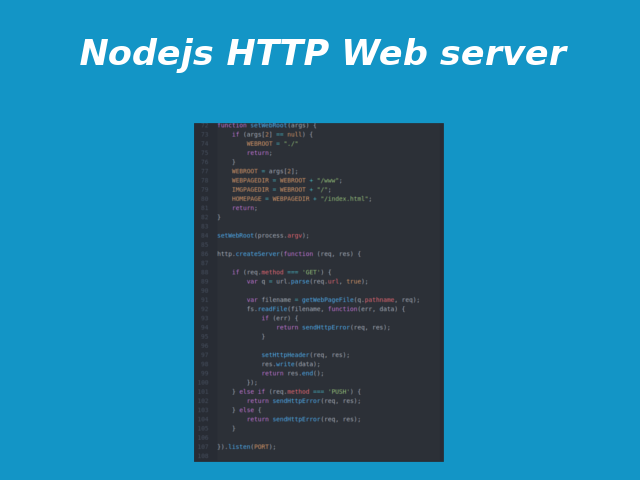 Nodejs HTTP Web server
72 function setWebRoot(args) {
73 if (args[2] == null) {
74 WEBROOT = "./"
75 return;
76 }
77 WEBROOT = args[2];
78 WEBPAGEDIR = WEBROOT + "/www";
79 IMGPAGEDIR = WEBROOT + "/";
80 HOMEPAGE = WEBPAGEDIR = "/index.html";
81 return;
82 }
83
84 setWebRoot(process.argv);
85
86 http.createServer(function (req, res) {
87
88 if (req.method === 'GET') {
89 var q = url.parse(req.url, true);
90
91 var filename = getWebPageFile(q.pathname, req);
92 fs.readFile(filename, function(err, data) {
93 if (err) {
94 return sendHttpError(req, res);
95 }
96
97 setHttpHeader(req, res);
98 res.write(data);
99 return res.end();
100 });
101 } else if (req.method === 'PUSH') {
102 return sendHttpError(req, res);
103 } else {
104 return sendHttpError(req, res);
105 }
106
107 }).listen(PORT);
108